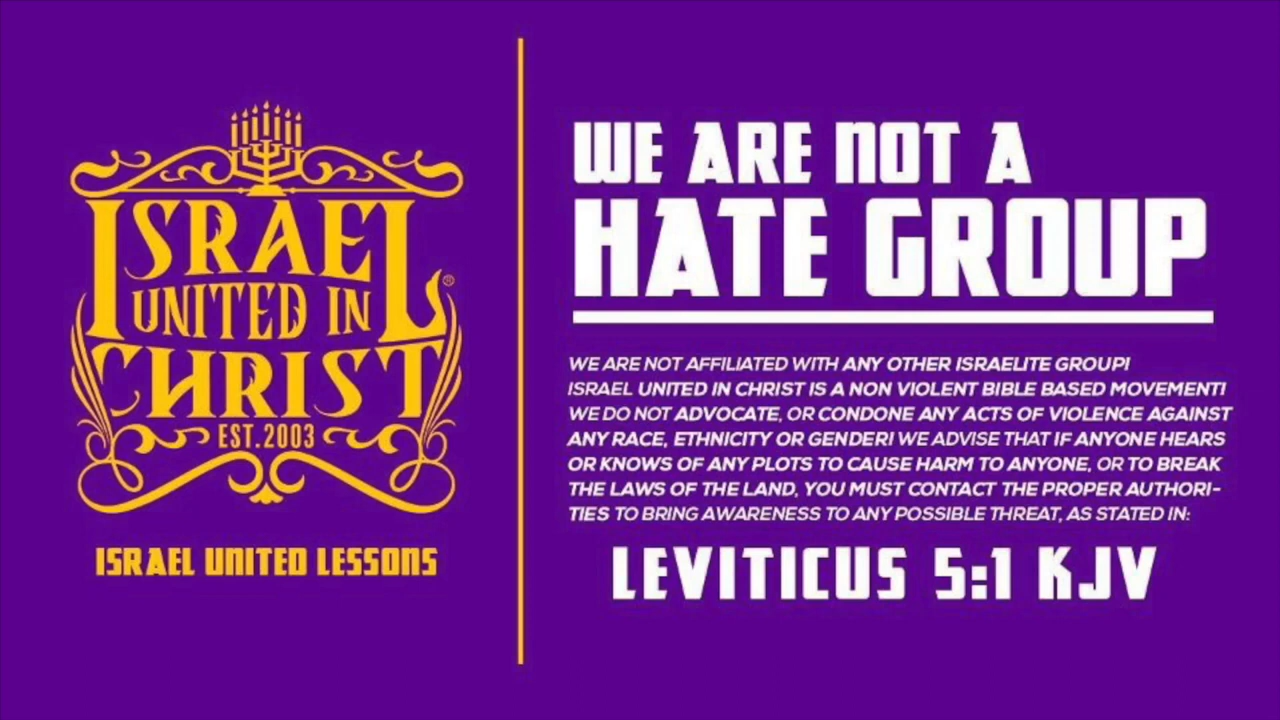 ISRAEL
UNITED IN
CHRIST
EST.2003
ISRAEL UNITED LESSONS
WE ARE NOT A
HATE GROUP
WE ARE NOT AFFILIATED WITH ANY OTHER ISRAELITE GROUP!
ISRAEL UNITED IN CHRIST IS A NON VIOLENT BIBLE BASED MOVEMENT!
WE DO NOT ADVOCATE, OR CONDONE ANY ACTS OF VIOLENCE AGAINST
ANY RACE, ETHNICITY OR GENDER! WE ADVISE THAT IF ANYONE HEARS
OR KNOWS OF ANY PLOTS TO CAUSE HARM TO ANYONE, OR TO BREAK
THE LAWS OF THE LAND, YOU MUST CONTACT THE PROPER AUTHORI-
TIES TO BRING AWARENESS TO ANY POSSIBLE THREAT, AS STATED IN:
LEVITICUS 5:1 KJV